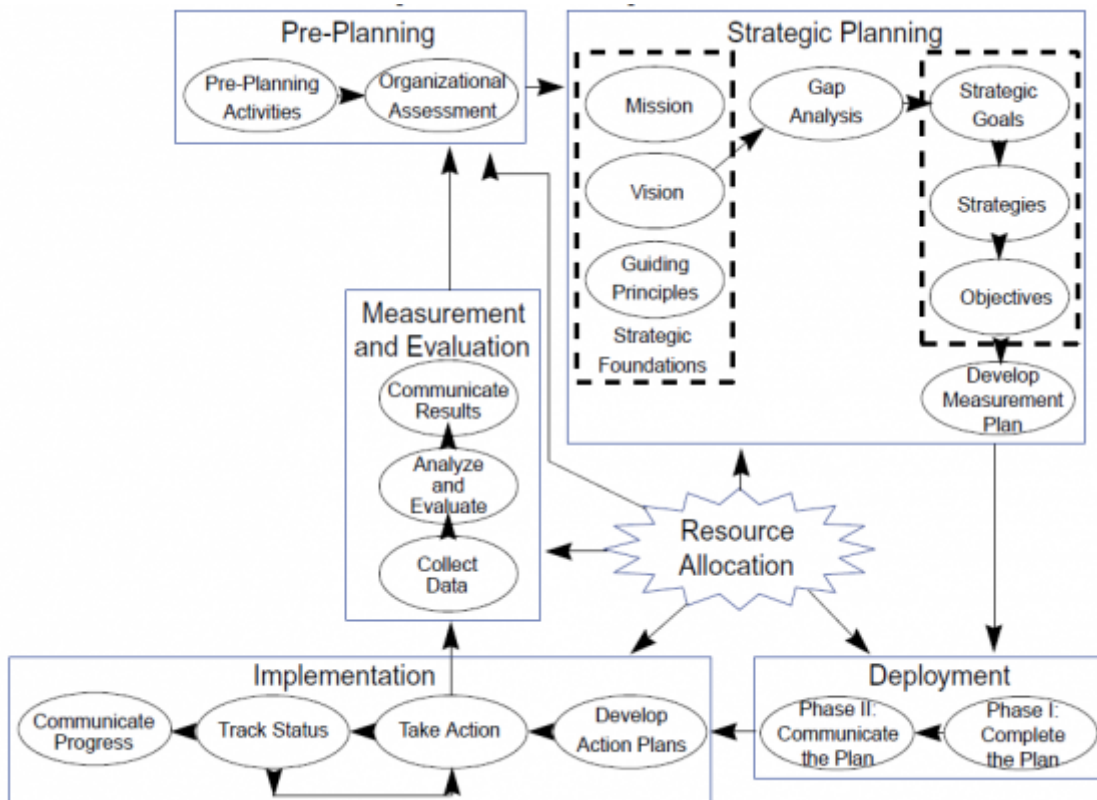 Pre-Planning
Pre-Planning
Activities
Organizational
Assessment
Strategic Planning
Mission
Vision
Guiding
Principles
Strategic
Foundations
Gap
Analysis
Strategic
Goals
Strategies
Objectives
Develop
Measurement
Plan
Measurement
and Evaluation
Communicate
Results
Analyze
and
Evaluate
Collect
Data
Resource
Allocation
Implementation
Communicate
Progress
Track Status
Take Action
Develop
Action Plans
Deployment
Phase II:
Communicate
the Plan
Phase I:
Complete
the Plan